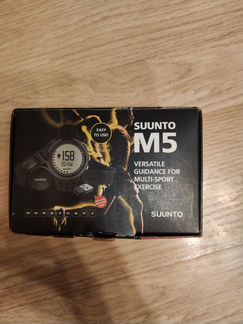 EASY
TO USE!
SUUNTO
M5
VERSATILE
GUIDANCE FOR
MULTI-SPORT
EXERCISE
158
SUUNTO